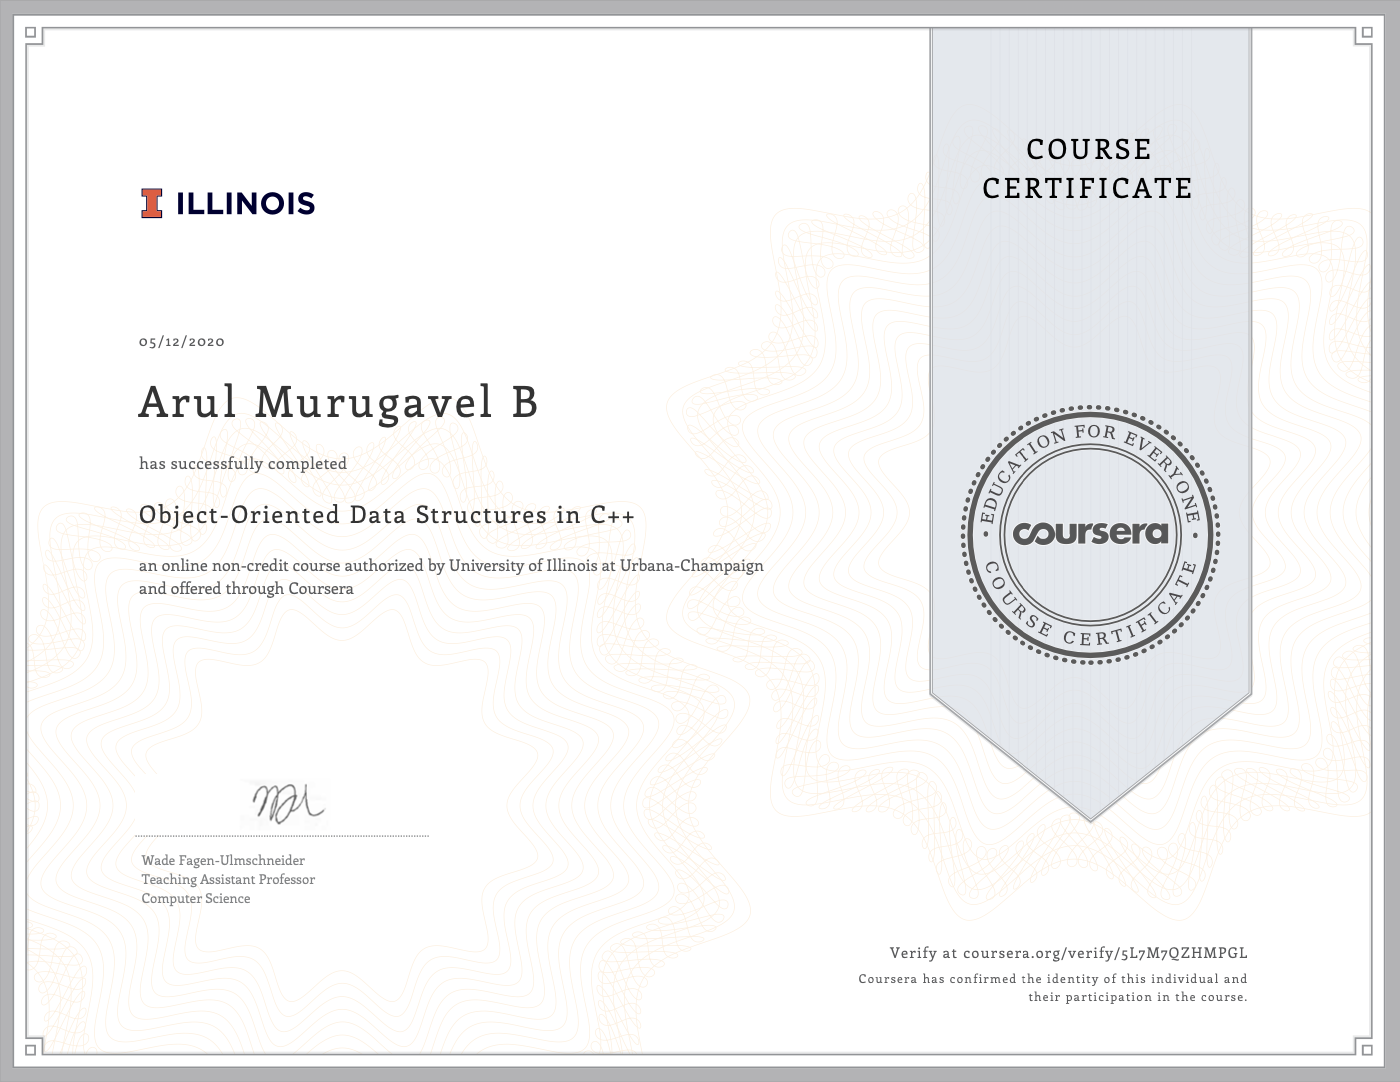 ILLINOIS
05/12/2020
Arul Murugavel B
has successfully completed
Object-Oriented Data Structures in C++
an online non-credit course authorized by University of Illinois at Urbana-Champaign
and offered through Coursera
Wade Fagen-Ulmschneider
Teaching Assistant Professor
Computer Science
COURSE
CERTIFICATE
EDUCATION FOR EVERYONE
coursera
COURSE CERTIFICATE
Verify at coursera.org/verify/5L7M7QZHMPGL
Coursera has confirmed the identity of this individual and
their participation in the course.